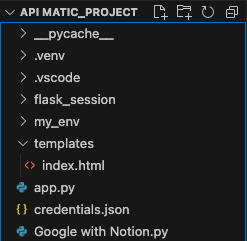 API MATIC_PROJECT
__pycache__
.venv
.vscode
flask_session
my_env
templates
<> index.html
app.py
{} credentials.json
Google with Notion.py